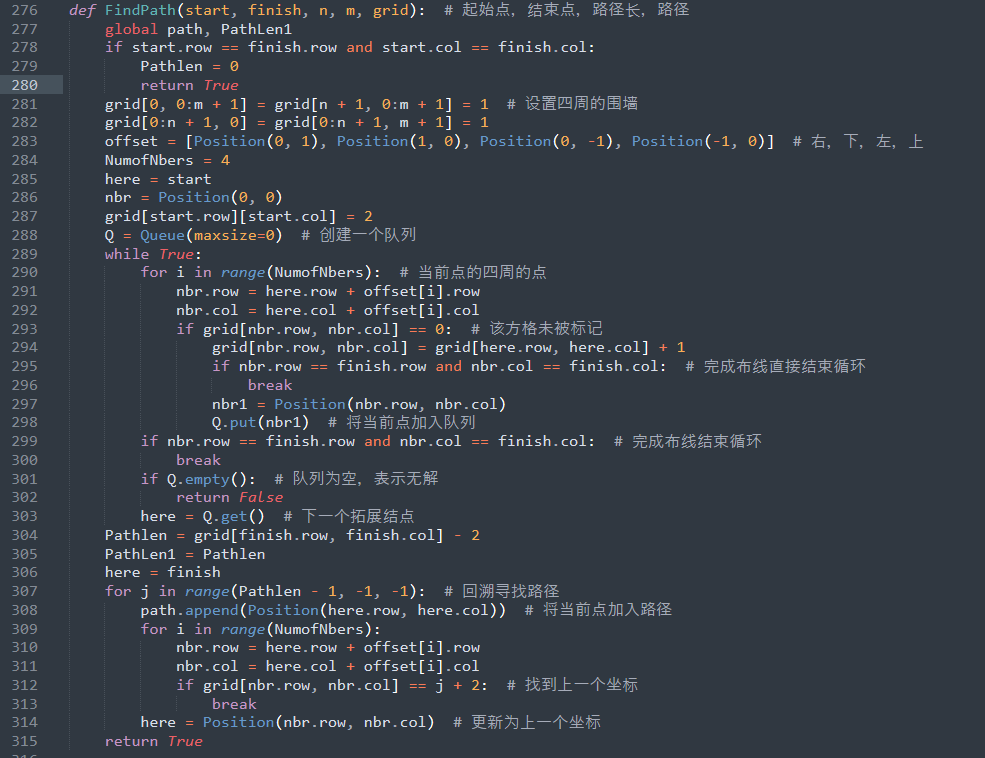 276 def FindPath(start, finish, n, m, grid):  # 起始点, 结束点, 路径长, 路径
277     global path, PathLen1
278     if start.row == finish.row and start.col == finish.col:
279         Pathlen = 0
280         return True
281     grid[0, 0:m + 1] = grid[n + 1, 0:m + 1] = 1  # 设置四周的围墙
282     grid[0:n + 1, 0] = grid[0:n + 1, m + 1] = 1
283     offset = [Position(0, 1), Position(1, 0), Position(0, -1), Position(-1, 0)]  # 右, 下, 左, 上
284     NumofNbers = 4
285     here = start
286     nbr = Position(0, 0)
287     grid[start.row][start.col] = 2
288     Q = Queue(maxsize=0)  # 创建一个队列
289     while True:
290         for i in range(NumofNbers):  # 当前点的四周的点
291             nbr.row = here.row + offset[i].row
292             nbr.col = here.col + offset[i].col
293             if grid[nbr.row, nbr.col] == 0:  # 该方格未被标记
294                 grid[nbr.row, nbr.col] = grid[here.row, here.col] + 1
295                 if nbr.row == finish.row and nbr.col == finish.col:  # 完成布线直接结束循环
296                     break
297                 nbr1 = Position(nbr.row, nbr.col)
298                 Q.put(nbr1)  # 将当前点加入队列
299         if nbr.row == finish.row and nbr.col == finish.col:  # 完成布线结束循环
300             break
301         if Q.empty():  # 队列为空, 表示无解
302             return False
303         here = Q.get()  # 下一个拓展结点
304     Pathlen = grid[finish.row, finish.col] - 2
305     PathLen1 = Pathlen
306     here = finish
307     for j in range(Pathlen - 1, -1, -1):  # 回溯寻找路径
308         path.append(Position(here.row, here.col))  # 将当前点加入路径
309         for i in range(NumofNbers):
310             nbr.row = here.row + offset[i].row
311             nbr.col = here.col + offset[i].col
312             if grid[nbr.row, nbr.col] == j + 2:  # 找到上一个坐标
313                 break
314         here = Position(nbr.row, nbr.col)  # 更新为上一个坐标
315     return True